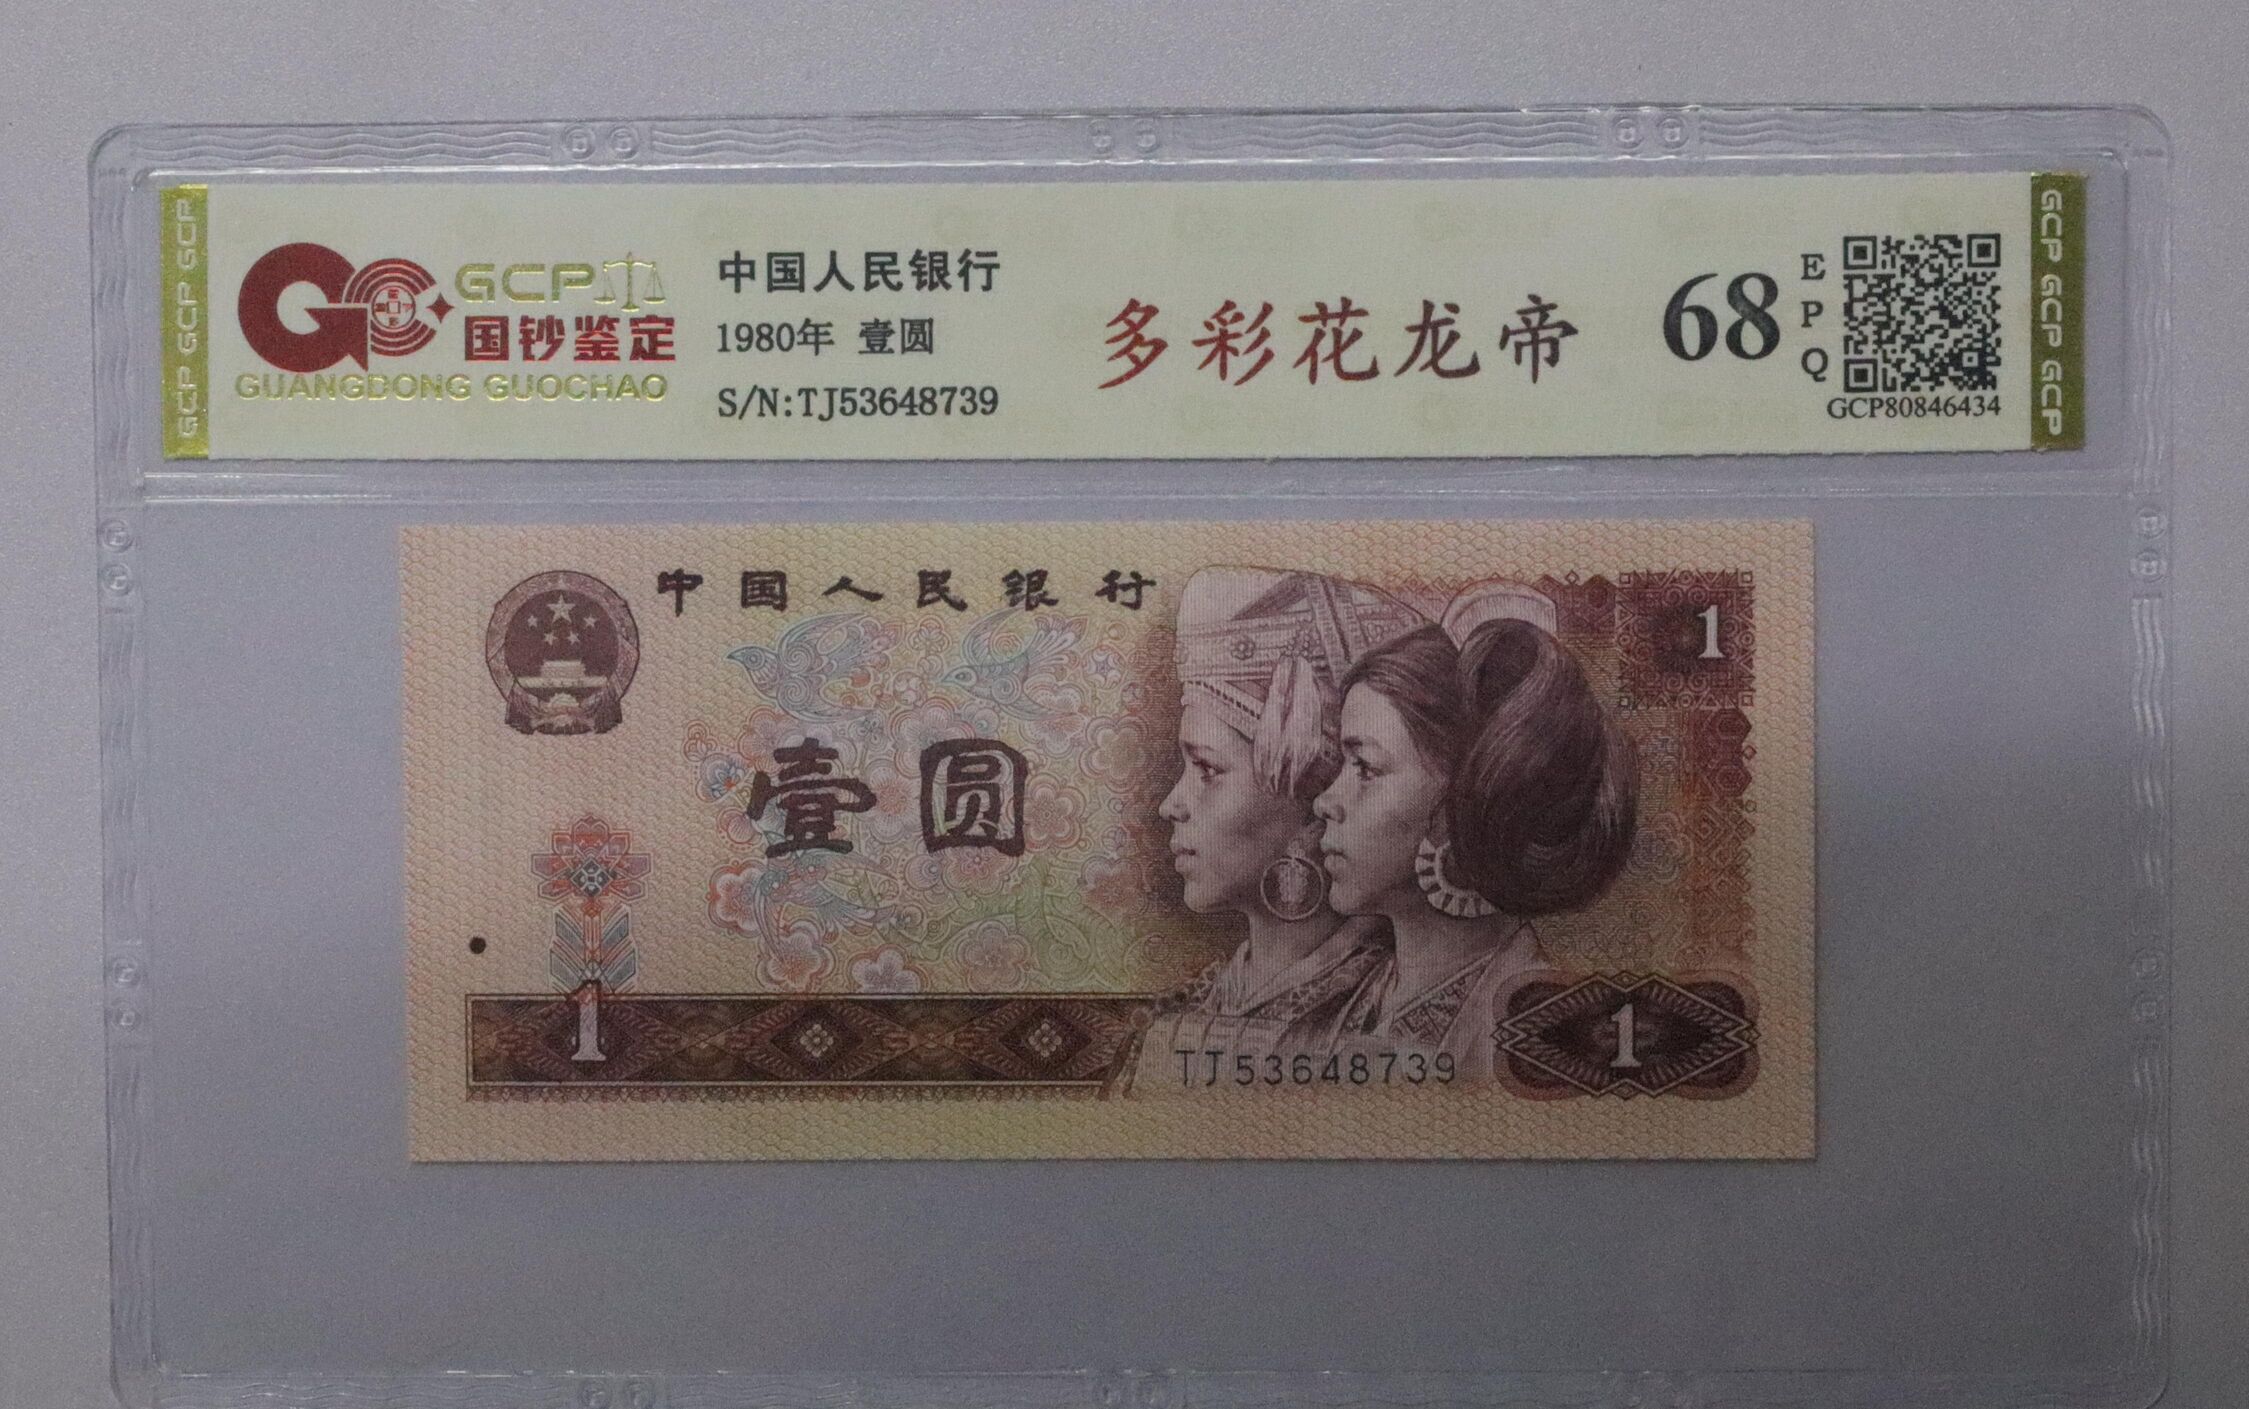 GCP GCP GCP
GCP
国钞鉴定
GUANGDONG GUOCHAO
中国人民银行
1980年 壹圆
S/N:TJ53648739
多彩花龙帝
68
EPQ
GCP80846434
GCP GCP GCP
中国人民银行
1
壹圆
1
1
TJ53648739